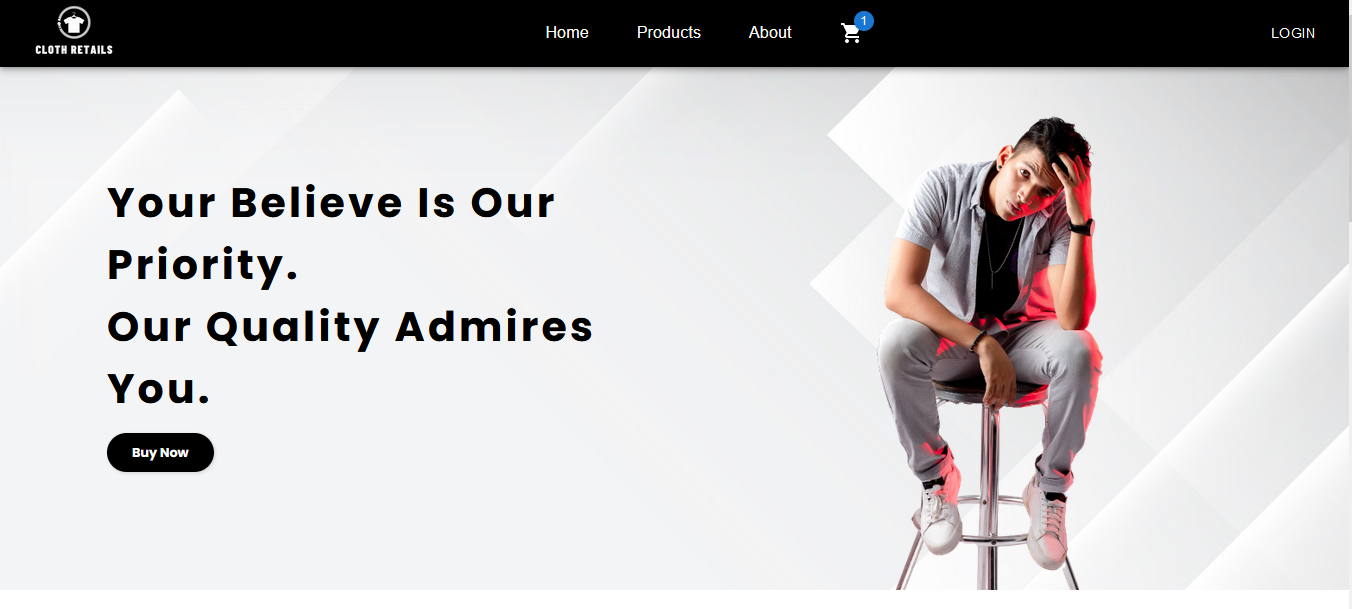 CLOTH RETAILS
Home
Products
About
1
LOGIN
Your Believe Is Our
Priority.
Our Quality Admires
You.
Buy Now